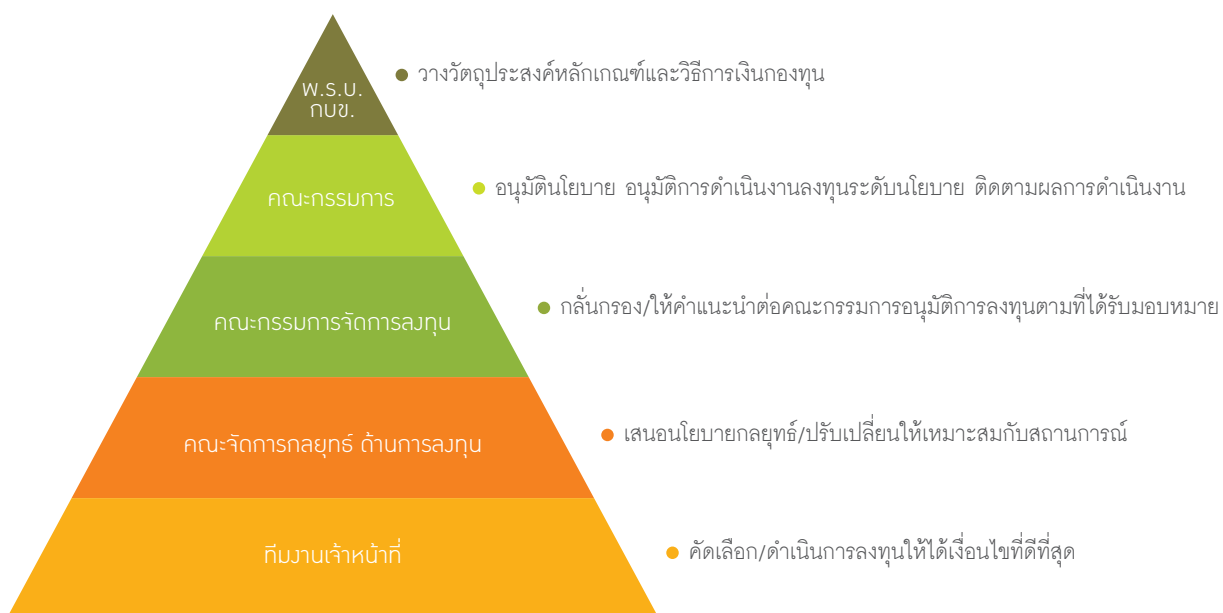 พ.ร.บ.
กบข.
วางวัตถุประสงค์หลักเกณฑ์และวิธีการเงินกองทุน
คณะกรรมการ
อนุมัตินโยบาย อนุมัติการดำเนินงานลงทุนระดับนโยบาย ติดตามผลการดำเนินงาน
คณะกรรมการจัดการลงทุน
กลั่นกรอง/ให้คำแนะนำต่อคณะกรรมการอนุมัติการลงทุนตามที่ได้รับมอบหมาย
คณะจัดการกลยุทธ์ ด้านการลงทุน
เสนอนโยบายกลยุทธ์/ปรับเปลี่ยนให้เหมาะสมกับสถานการณ์
ทีมงานเจ้าหน้าที่
คัดเลือก/ดำเนินการลงทุนให้ได้เงื่อนไขที่ดีที่สุด